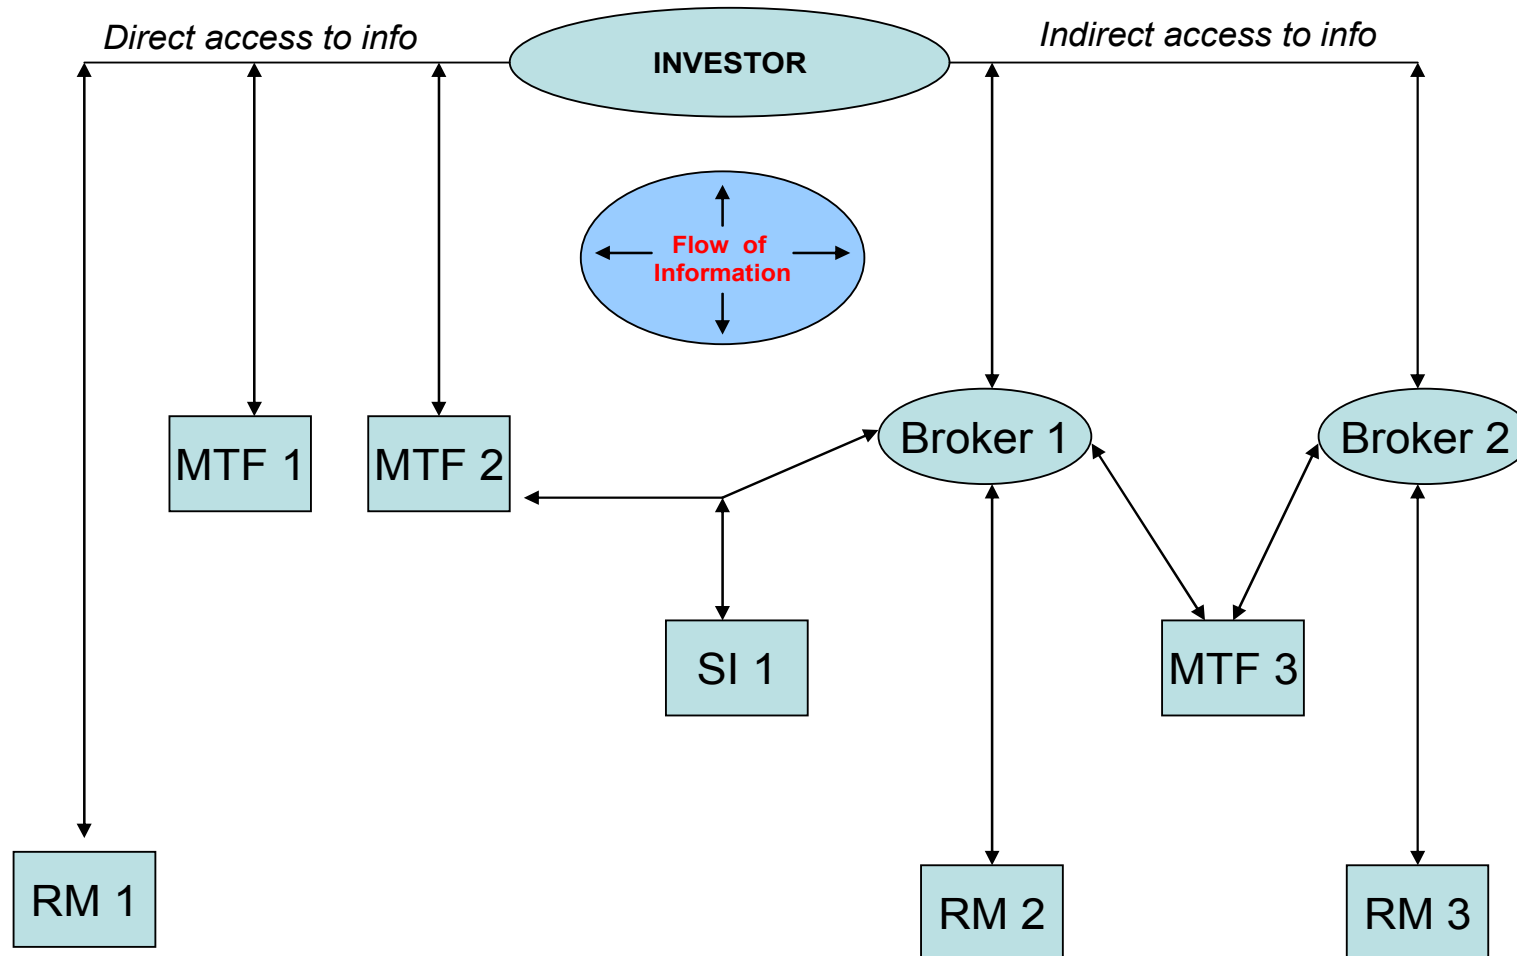 Direct access to info
INVESTOR
Indirect access to info
Flow of
Information
MTF 1
MTF 2
Broker 1
Broker 2
SI 1
MTF 3
RM 1
RM 2
RM 3